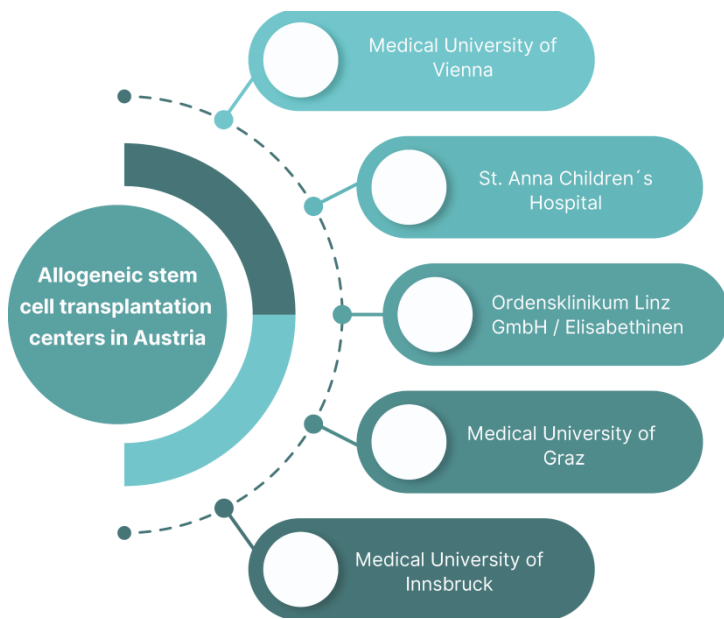 Medical University of
Vienna
St. Anna Children´s
Hospital
Allogeneic stem
cell transplantation
centers in Austria
Ordensklinikum Linz
GmbH / Elisabethinen
Medical University of
Graz
Medical University of
Innsbruck